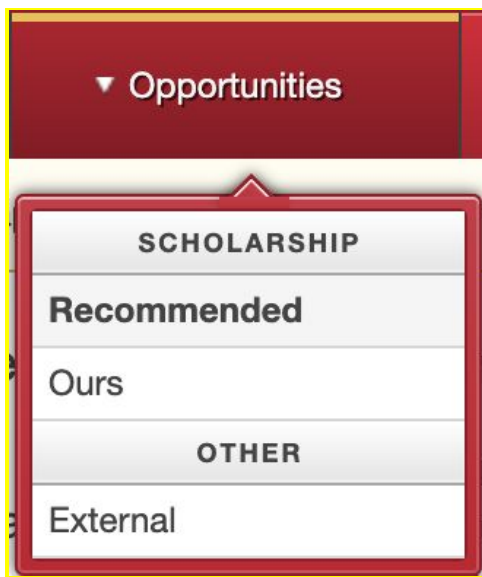 Opportunities
SCHOLARSHIP
Recommended
Ours
OTHER
External